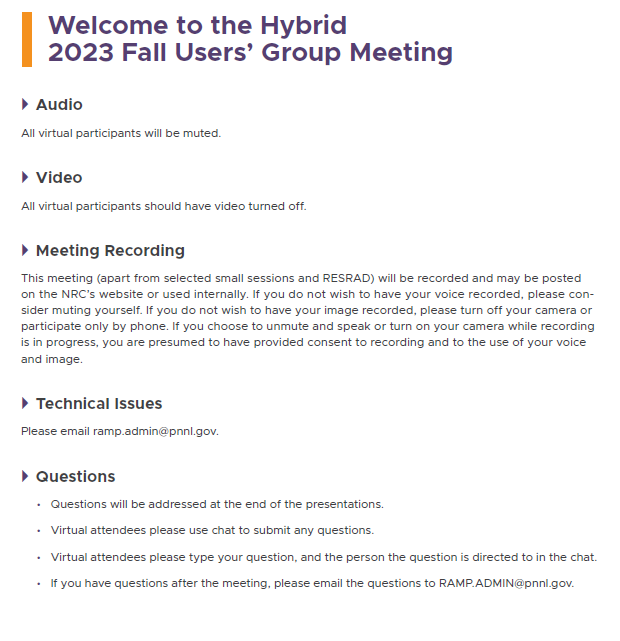 Welcome to the Hybrid
2023 Fall Users’ Group Meeting
Audio
All virtual participants will be muted.
Video
All virtual participants should have video turned off.
Meeting Recording
This meeting (apart from selected small sessions and RESRAD) will be recorded and may be posted
on the NRC’s website or used internally. If you do not wish to have your voice recorded, please con-
sider muting yourself. If you do not wish to have your image recorded, please turn off your camera or
participate only by phone. If you choose to unmute and speak or turn on your camera while recording
is in progress, you are presumed to have provided consent to recording and to the use of your voice
and image.
Technical Issues
Please email ramp.admin@pnnl.gov.
Questions
• Questions will be addressed at the end of the presentations.
• Virtual attendees please use chat to submit any questions.
• Virtual attendees please type your question, and the person the question is directed to in the chat.
• If you have questions after the meeting, please email the questions to RAMP.ADMIN@pnnl.gov.